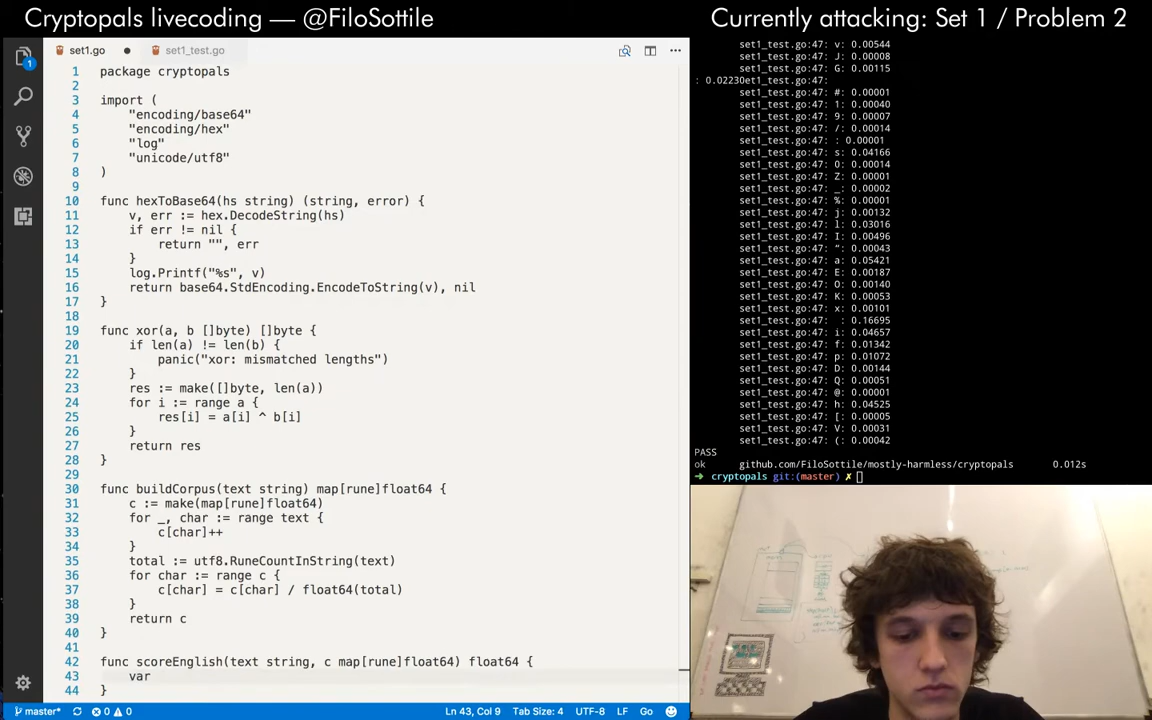 Cryptopals livecoding — @FiloSottile
Currently attacking: Set 1 / Problem 2
set1.go
set1_test.go
1 package cryptopals
2
3 import (
4 "encoding/base64"
5 "encoding/hex"
6 "log"
7 "unicode/utf8"
8 )
9
10 func hexToBase64(hs string) (string, error) {
11 v, err := hex.DecodeString(hs)
12 if err != nil {
13 return "", err
14 }
15 log.Printf("%s", v)
16 return base64.StdEncoding.EncodeToString(v), nil
17 }
18
19 func xor(a, b []byte) []byte {
20 if len(a) != len(b) {
21 panic("xor: mismatched lengths")
22 }
23 res := make([]byte, len(a))
24 for i := range a {
25 res[i] = a[i] ^ b[i]
26 }
27 return res
28 }
29
30 func buildCorpus(text string) map[rune]float64 {
31 c := make(map[rune]float64)
32 for _, char := range text {
33 c[char]++
34 }
35 total := utf8.RuneCountInString(text)
36 for char := range c {
37 c[char] = c[char] / float64(total)
38 }
39 return c
40 }
41
42 func scoreEnglish(text string, c map[rune]float64) float64 {
43 var
44 }
1
master*
0 0
Ln 43, Col 9
Tab Size: 4
UTF-8
LF
Go
set1_test.go:47: v: 0.00544
set1_test.go:47: J: 0.00008
set1_test.go:47: G: 0.00115
: 0.02230et1_test.go:47:
set1_test.go:47: #: 0.00001
set1_test.go:47: 1: 0.00040
set1_test.go:47: 9: 0.00007
set1_test.go:47: /: 0.00014
set1_test.go:47: : 0.00001
set1_test.go:47: s: 0.04166
set1_test.go:47: 0: 0.00014
set1_test.go:47: Z: 0.00001
set1_test.go:47: _: 0.00002
set1_test.go:47: %: 0.00001
set1_test.go:47: j: 0.00132
set1_test.go:47: l: 0.03016
set1_test.go:47: I: 0.00496
set1_test.go:47: “: 0.00043
set1_test.go:47: a: 0.05421
set1_test.go:47: E: 0.00187
set1_test.go:47: O: 0.00140
set1_test.go:47: K: 0.00053
set1_test.go:47: x: 0.00101
set1_test.go:47:  : 0.16695
set1_test.go:47: i: 0.04657
set1_test.go:47: f: 0.01342
set1_test.go:47: p: 0.01072
set1_test.go:47: D: 0.00144
set1_test.go:47: Q: 0.00051
set1_test.go:47: @: 0.00001
set1_test.go:47: h: 0.04525
set1_test.go:47: [: 0.00005
set1_test.go:47: V: 0.00031
set1_test.go:47: (: 0.00042
PASS
ok github.com/FiloSottile/mostly-harmless/cryptopals 0.012s
→ cryptopals git:(master) ✗